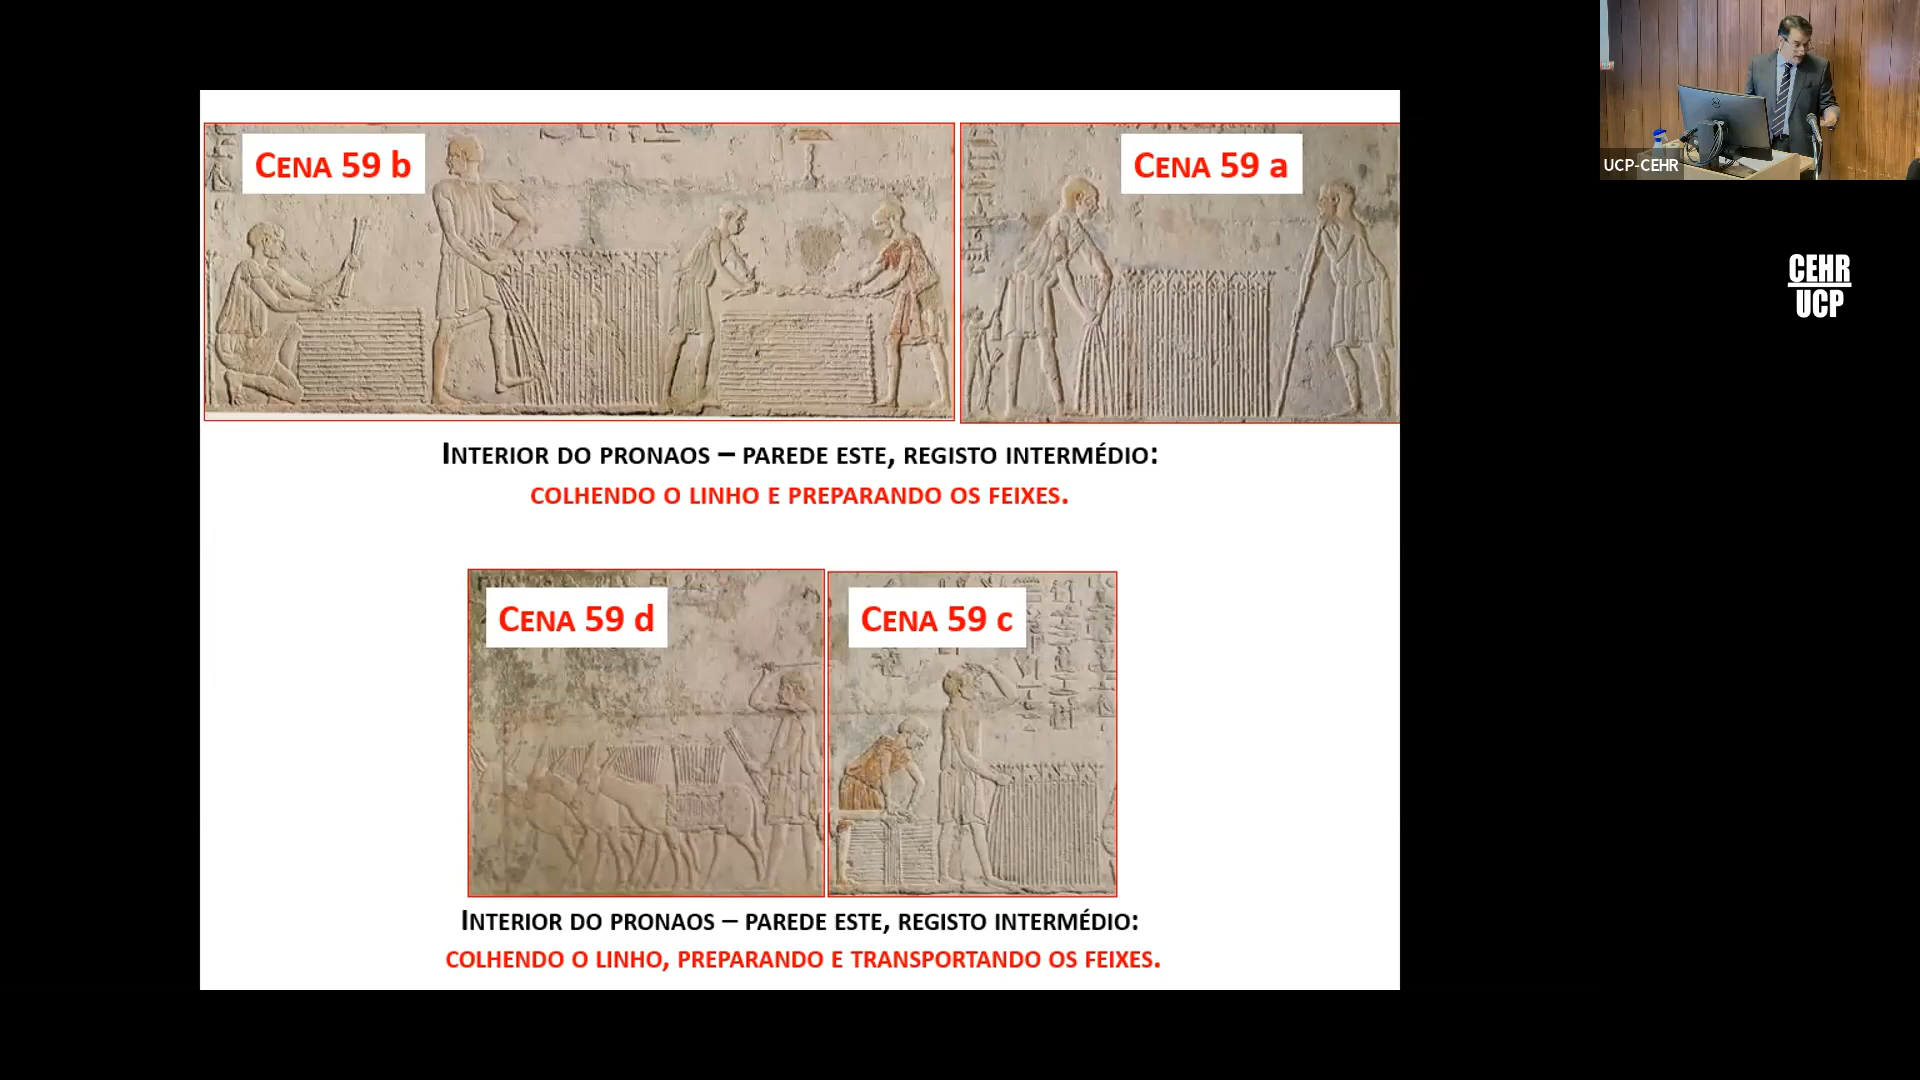 CENA 59 b
CENA 59 a
INTERIOR DO PRONAOS – PAREDE ESTE, REGISTO INTERMÉDIO:
COLHENDO O LINHO E PREPARANDO OS FEIXES.
CENA 59 d
CENA 59 c
INTERIOR DO PRONAOS – PAREDE ESTE, REGISTO INTERMÉDIO:
COLHENDO O LINHO, PREPARANDO E TRANSPORTANDO OS FEIXES.
UCP-CEHR
CEHR
UCP